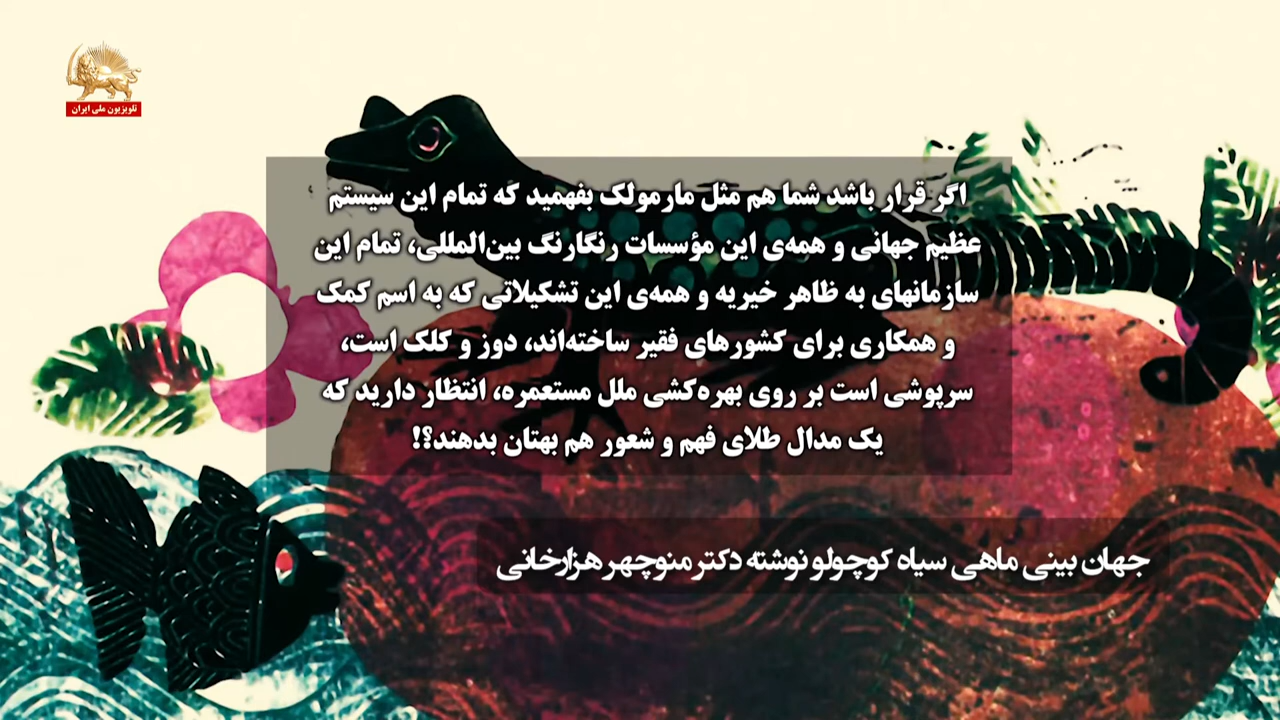 تلویزیون ملی ایران
اگر قرار باشد شما هم مثل مارمولک بفهمید که تمام این سیستم
عظیم جهانی و همه‌ی این مؤسسات رنگارنگ بین‌المللی، تمام این
سازمانهای به ظاهر خیریه و همه‌ی این تشکیلاتی که به اسم کمک
و همکاری برای کشورهای فقیر ساخته‌اند، دوز و کلک است،
سرپوشی است بر روی بهره‌کشی ملل مستعمره، انتظار دارید که
یک مدال طلای فهم و شعور هم بهتان بدهند؟!
جهان بینی ماهی سیاه کوچولو نوشته دکتر منوچهر هزارخانی